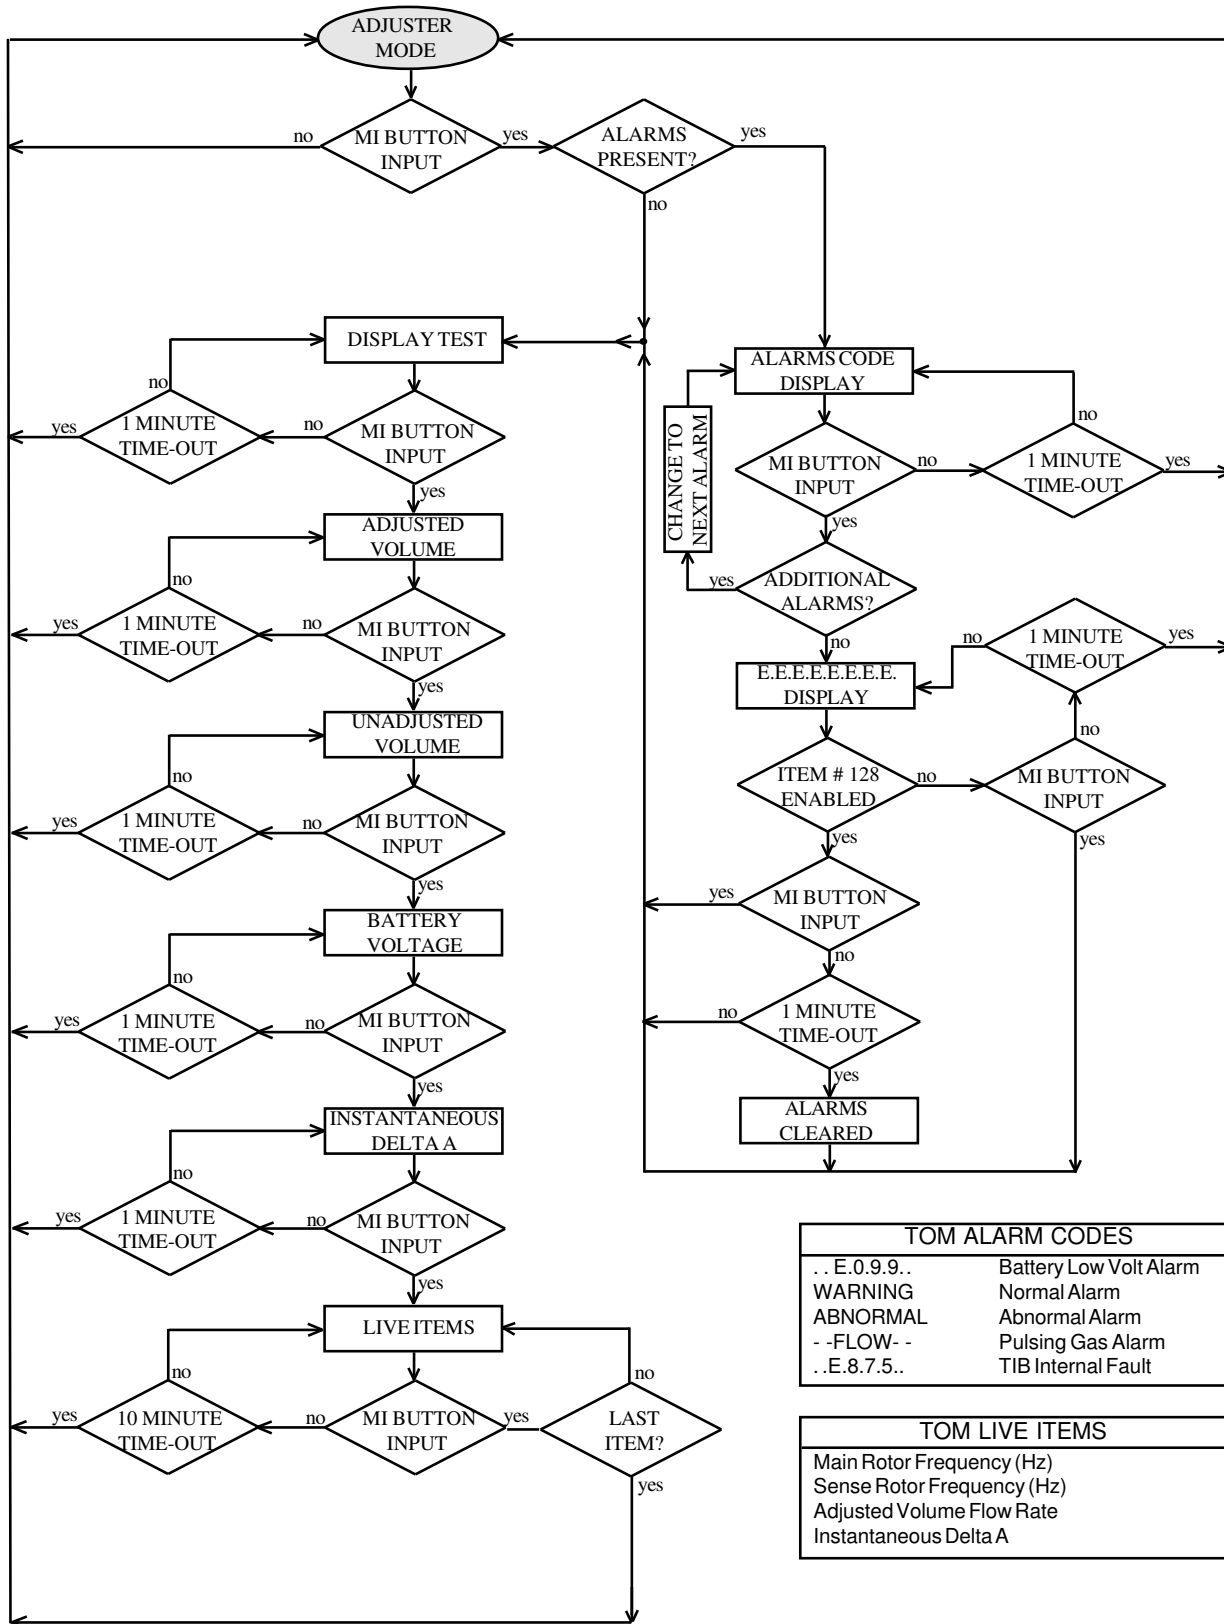 ADJUSTER
MODE
no
MI BUTTON
INPUT
yes
ALARMS
PRESENT?
yes
no
DISPLAY TEST
no
yes
1 MINUTE
TIME-OUT
no
MI BUTTON
INPUT
yes
ADJUSTED
VOLUME
no
yes
1 MINUTE
TIME-OUT
no
MI BUTTON
INPUT
yes
UNADJUSTED
VOLUME
no
yes
1 MINUTE
TIME-OUT
no
MI BUTTON
INPUT
yes
BATTERY
VOLTAGE
no
yes
1 MINUTE
TIME-OUT
no
MI BUTTON
INPUT
yes
INSTANTANEOUS
DELTA A
no
yes
1 MINUTE
TIME-OUT
no
MI BUTTON
INPUT
yes
LIVE ITEMS
no
yes
10 MINUTE
TIME-OUT
no
MI BUTTON
INPUT
yes
no
LAST
ITEM?
yes
ALARMS CODE
DISPLAY
CHANGE TO
NEXT ALARM
MI BUTTON
INPUT
no
no
1 MINUTE
TIME-OUT
yes
yes
ADDITIONAL
ALARMS?
yes
no
E.E.E.E.E.E.E.E.
DISPLAY
no
1 MINUTE
TIME-OUT
yes
no
ITEM # 128
ENABLED
no
MI BUTTON
INPUT
yes
yes
yes
MI BUTTON
INPUT
no
no
1 MINUTE
TIME-OUT
yes
ALARMS
CLEARED
TOM ALARM CODES
. . E.0.9.9. . Battery Low Volt Alarm
WARNING Normal Alarm
ABNORMAL Abnormal Alarm
- -FLOW- - Pulsing Gas Alarm
. .E.8.7.5. . TIB Internal Fault
TOM LIVE ITEMS
Main Rotor Frequency (Hz)
Sense Rotor Frequency (Hz)
Adjusted Volume Flow Rate
Instantaneous Delta A